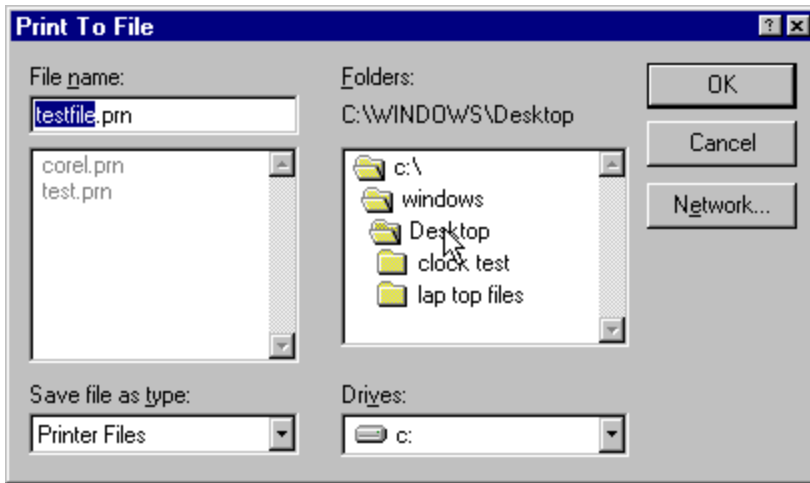 Print To File
File name:
testfile.prn
corel.prn
test.prn
Save file as type:
Printer Files
Folders:
C:\WINDOWS\Desktop
c:\
windows
Desktop
clock test
lap top files
Drives:
c:
OK
Cancel
Network...